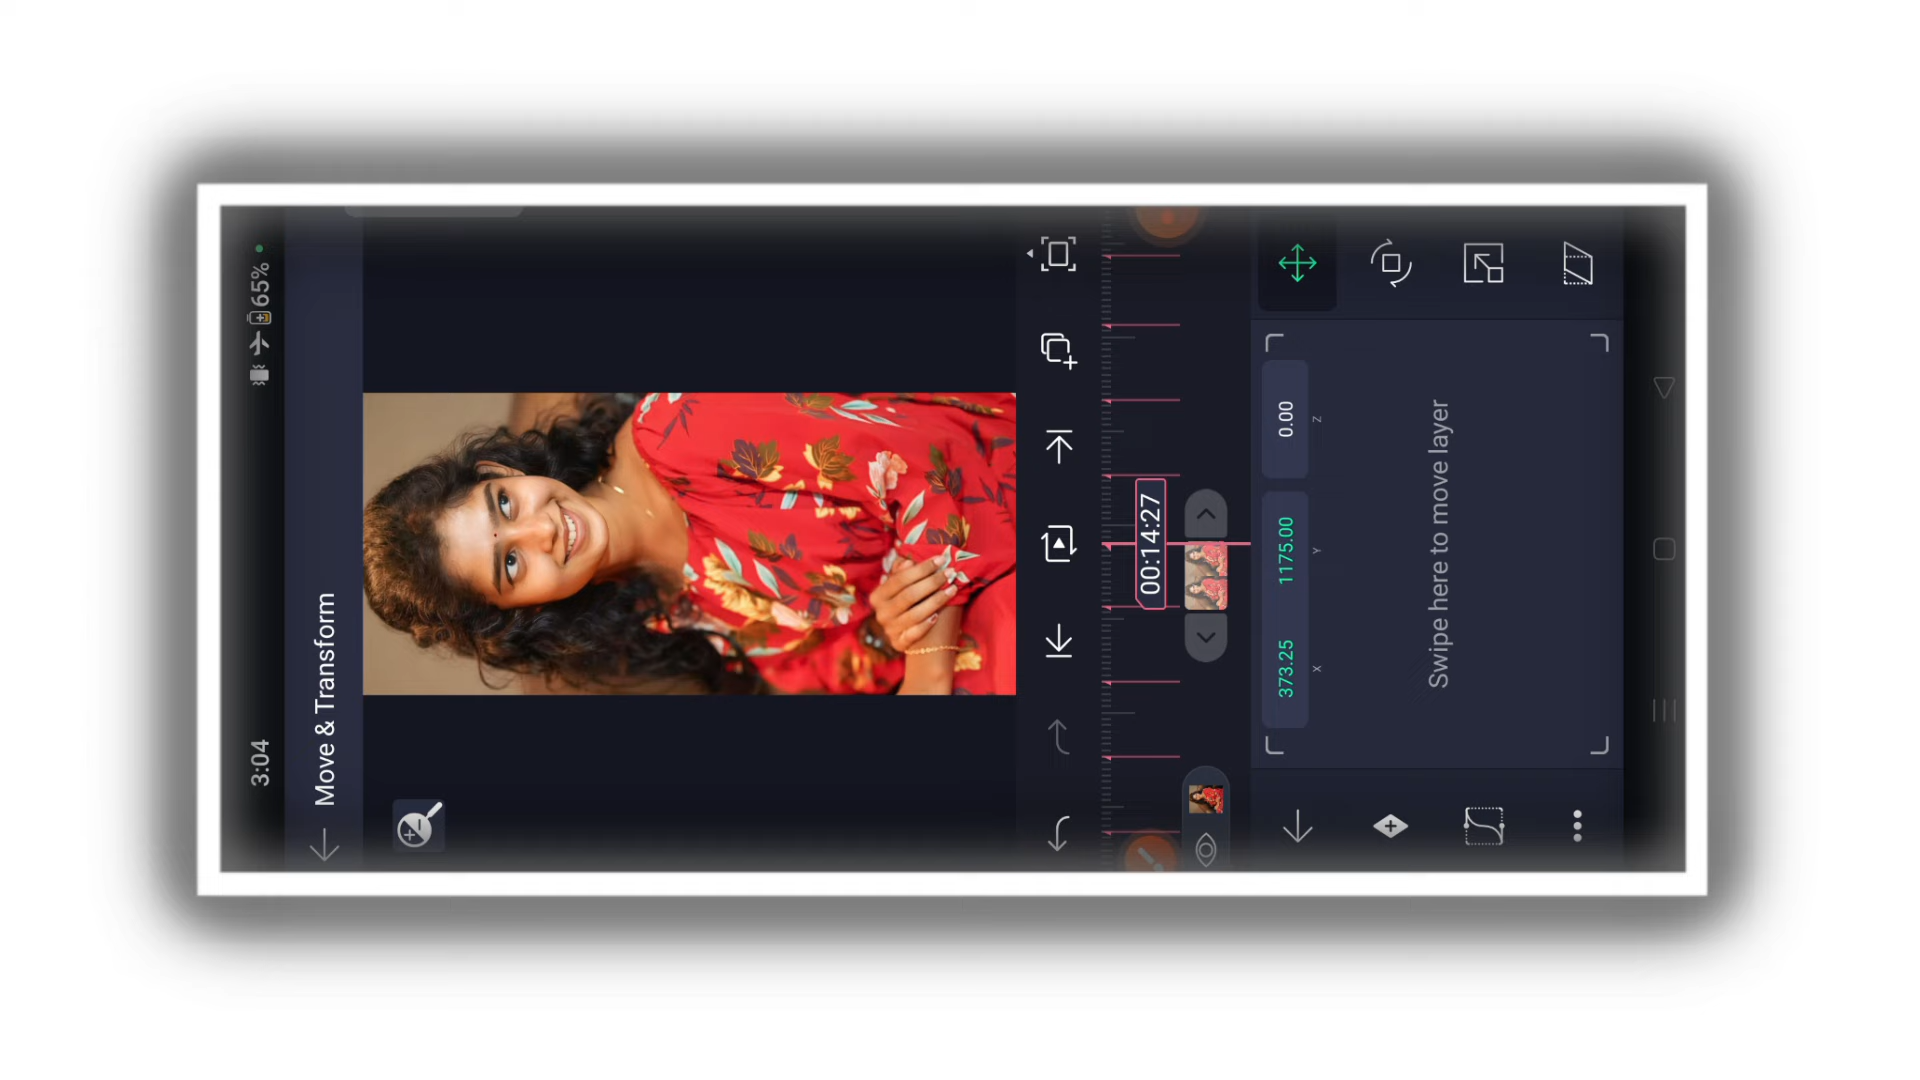 3:04
65%
Move & Transform
00:14:27
373.25
X
1175.00
Y
0.00
Z
Swipe here to move layer